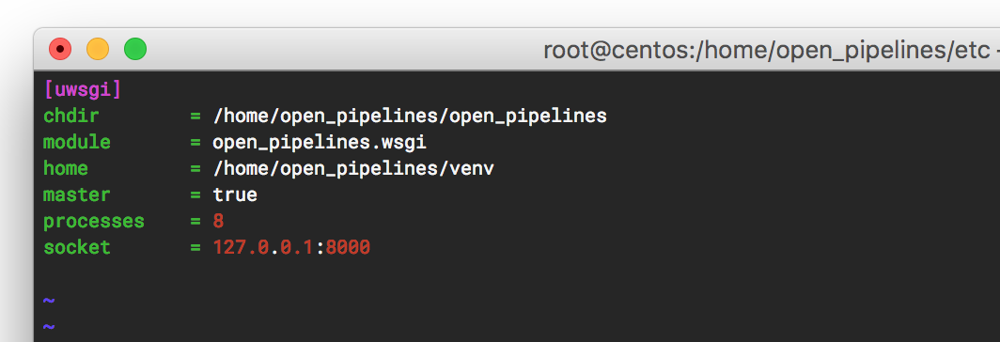 root@centos:/home/open_pipelines/etc -
[uwsgi]
chdir = /home/open_pipelines/open_pipelines
module = open_pipelines.wsgi
home = /home/open_pipelines/venv
master = true
processes = 8
socket = 127.0.0.1:8000
~
~